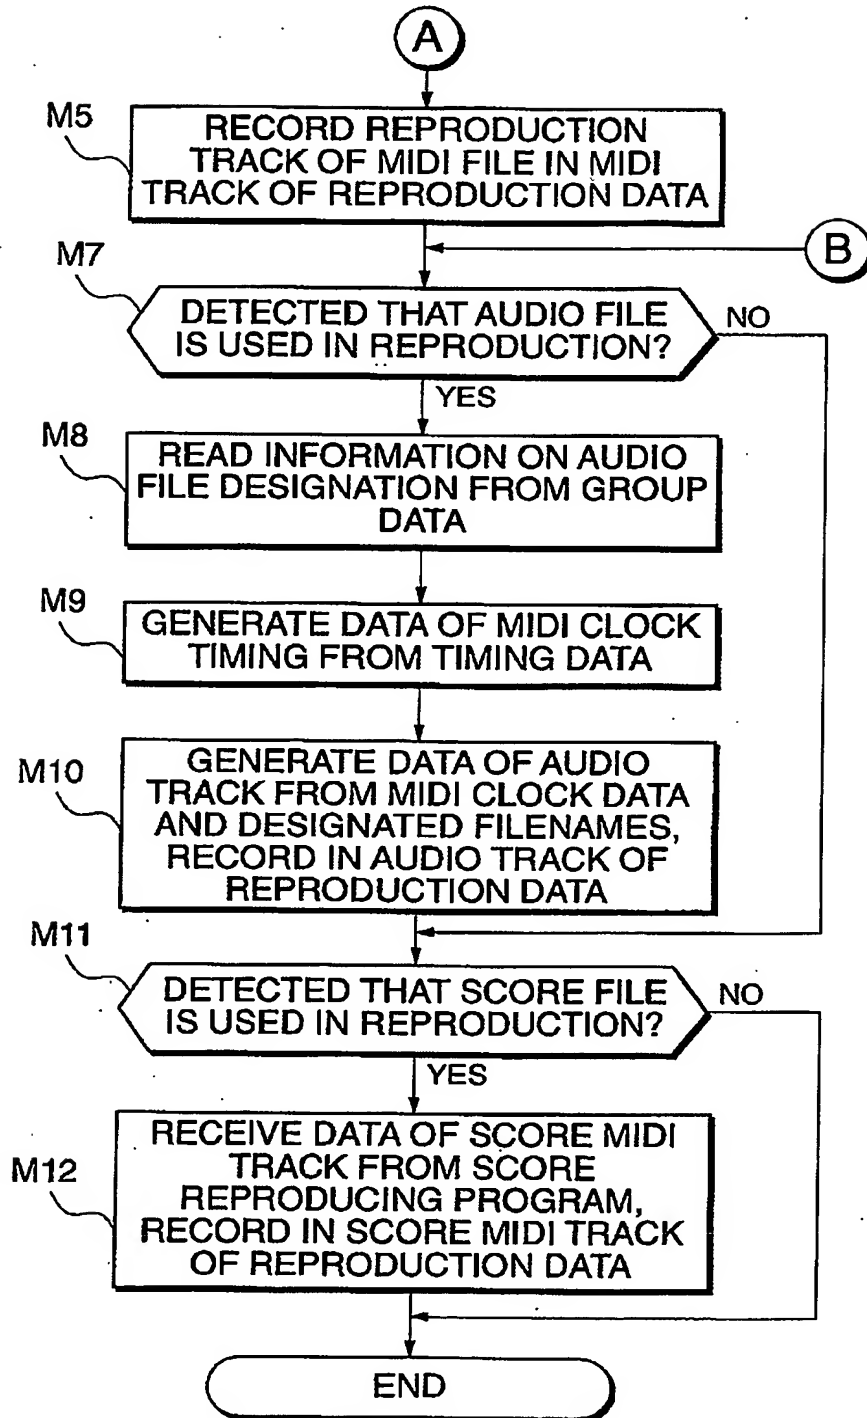 A
M5
RECORD REPRODUCTION
TRACK OF MIDI FILE IN MIDI
TRACK OF REPRODUCTION DATA
B
M7
DETECTED THAT AUDIO FILE
IS USED IN REPRODUCTION?
NO
YES
M8
READ INFORMATION ON AUDIO
FILE DESIGNATION FROM GROUP
DATA
M9
GENERATE DATA OF MIDI CLOCK
TIMING FROM TIMING DATA
M10
GENERATE DATA OF AUDIO
TRACK FROM MIDI CLOCK DATA
AND DESIGNATED FILENAMES,
RECORD IN AUDIO TRACK OF
REPRODUCTION DATA
M11
DETECTED THAT SCORE FILE
IS USED IN REPRODUCTION?
NO
YES
M12
RECEIVE DATA OF SCORE MIDI
TRACK FROM SCORE
REPRODUCING PROGRAM,
RECORD IN SCORE MIDI TRACK
OF REPRODUCTION DATA
END